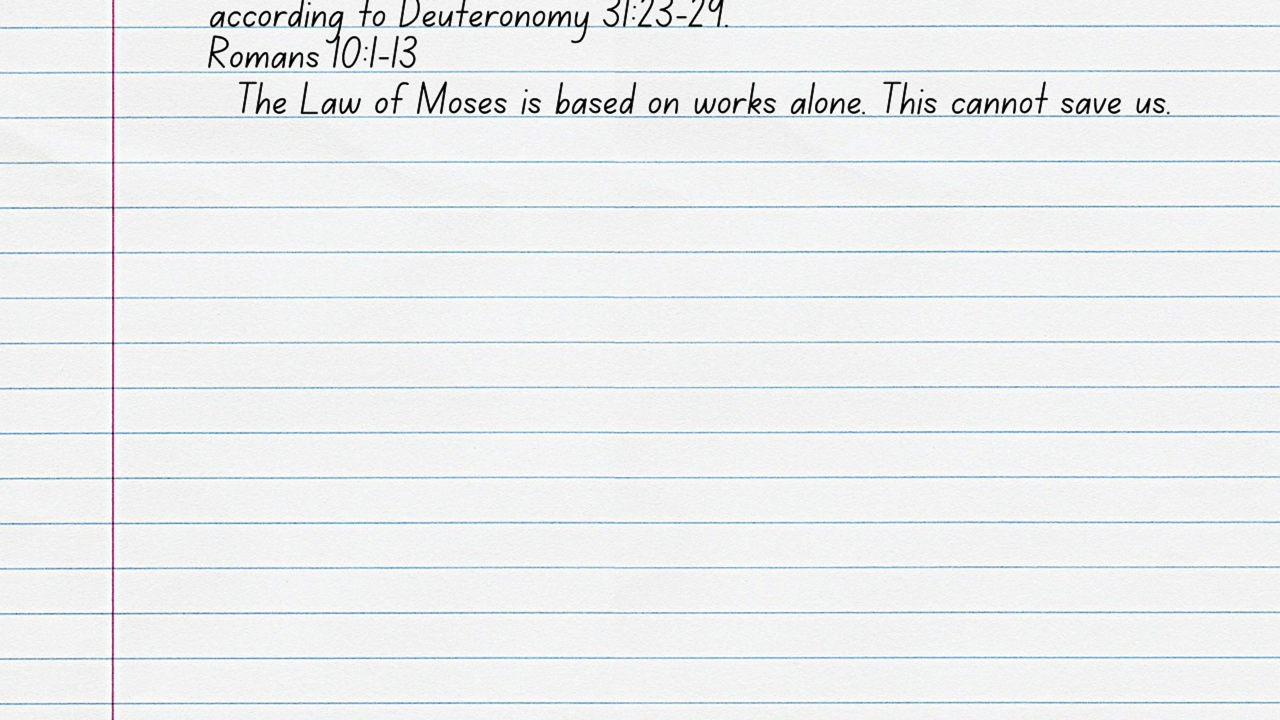 according to Deuteronomy 31:23-29.
Romans 10:1-13
The Law of Moses is based on works alone. This cannot save us.